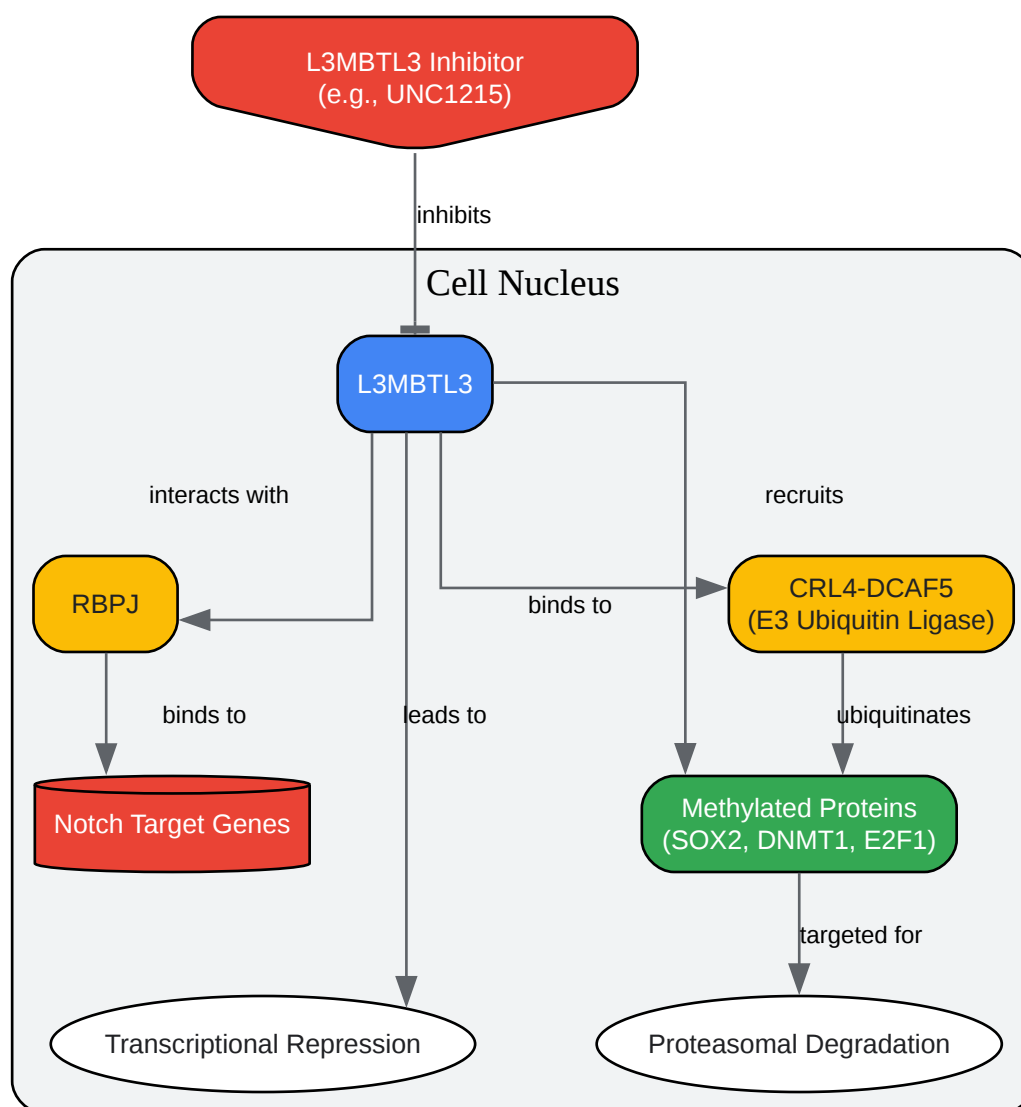 L3MBTL3 Inhibitor
(e.g., UNC1215)
inhibits
Cell Nucleus
L3MBTL3
interacts with
recruits
RBPJ
binds to
CRL4-DCAF5
(E3 Ubiquitin Ligase)
binds to
leads to
ubiquitinates
Notch Target Genes
Methylated Proteins
(SOX2, DNMT1, E2F1)
targeted for
Transcriptional Repression
Proteasomal Degradation